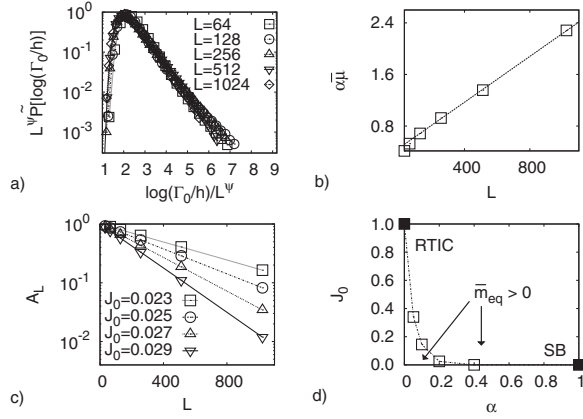 a)
L^ψ P̃[log(Γ₀/h)]
10^0
10^-1
10^-2
10^-3
L=64
L=128
L=256
L=512
L=1024
1 2 3 4 5 6 7 8 9
log(Γ₀/h)/L^ψ
b)
αμ̄
2.4
1.6
0.8
0 400 800
L
c)
A_L
10^0
10^-1
10^-2
J₀=0.023
J₀=0.025
J₀=0.027
J₀=0.029
0 400 800
L
d)
J₀
1.0
0.8
0.6
0.4
0.2
0.0
RTIC
m̄_eq > 0
SB
0 0.2 0.4 0.6 0.8 1
α